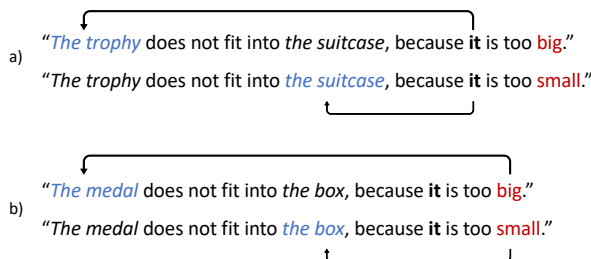 a)
“The trophy does not fit into the suitcase, because it is too big.”
“The trophy does not fit into the suitcase, because it is too small.”
b)
“The medal does not fit into the box, because it is too big.”
“The medal does not fit into the box, because it is too small.”